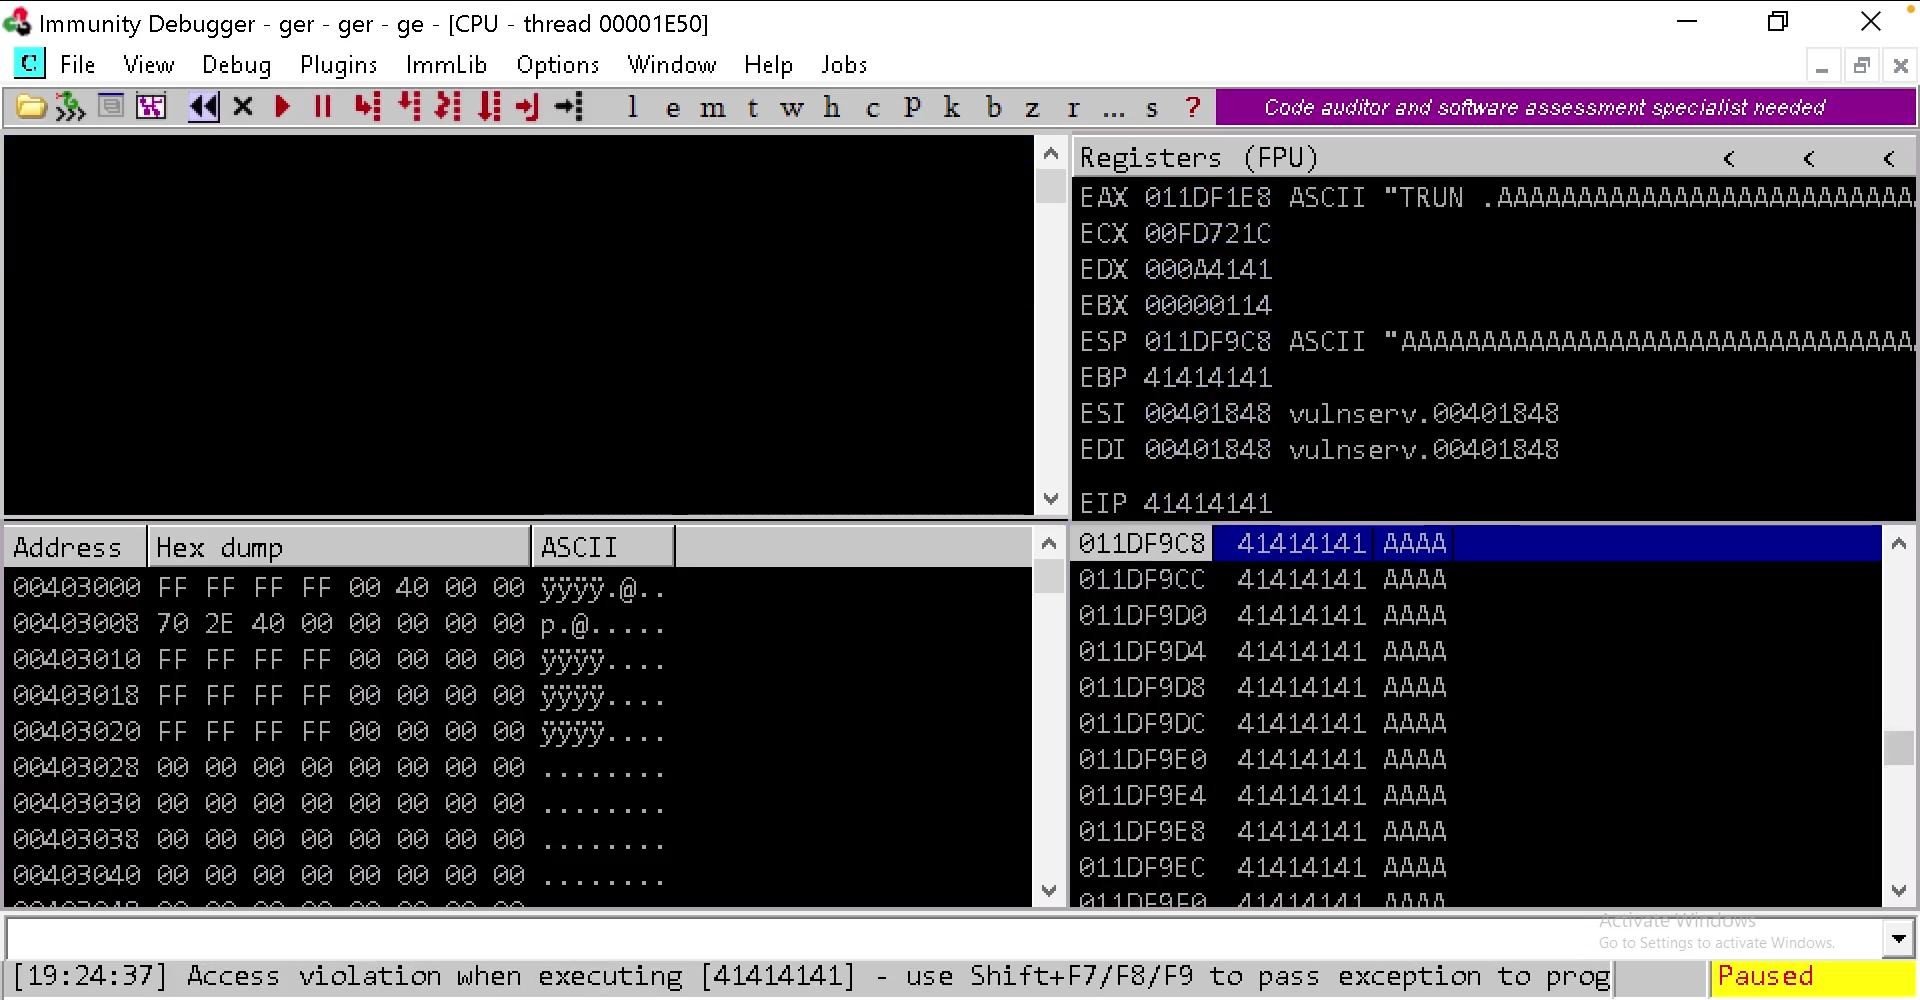 Immunity Debugger - ger - ger - ge - [CPU - thread 00001E50]
C File View Debug Plugins ImmLib Options Window Help Jobs
l e m t w h c P k b z r ... s ? Code auditor and software assessment specialist needed
Registers (FPU) < < <
EAX 011DF1E8 ASCII "TRUN .AAAAAAAAAAAAAAAAAAAAAAAAAA
ECX 00FD721C
EDX 000A4141
EBX 00000114
ESP 011DF9C8 ASCII "AAAAAAAAAAAAAAAAAAAAAAAAAAAAAAAA
EBP 41414141
ESI 00401848 vulnserv.00401848
EDI 00401848 vulnserv.00401848
EIP 41414141
Address Hex dump ASCII
00403000 FF FF FF FF 00 40 00 00 ÿÿÿÿ.@..
00403008 70 2E 40 00 00 00 00 00 p.@.....
00403010 FF FF FF FF 00 00 00 00 ÿÿÿÿ....
00403018 FF FF FF FF 00 00 00 00 ÿÿÿÿ....
00403020 FF FF FF FF 00 00 00 00 ÿÿÿÿ....
00403028 00 00 00 00 00 00 00 00 ........
00403030 00 00 00 00 00 00 00 00 ........
00403038 00 00 00 00 00 00 00 00 ........
00403040 00 00 00 00 00 00 00 00 ........
011DF9C8 41414141 AAAA
011DF9CC 41414141 AAAA
011DF9D0 41414141 AAAA
011DF9D4 41414141 AAAA
011DF9D8 41414141 AAAA
011DF9DC 41414141 AAAA
011DF9E0 41414141 AAAA
011DF9E4 41414141 AAAA
011DF9E8 41414141 AAAA
011DF9EC 41414141 AAAA
011DF9F0 41414141 AAAA
Activate Windows
Go to Settings to activate Windows.
[19:24:37] Access violation when executing [41414141] - use Shift+F7/F8/F9 to pass exception to prog
Paused